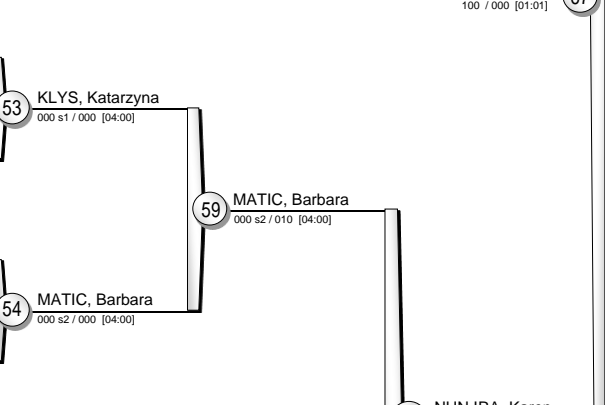 100 / 000 [01:01]
53 KLYS, Katarzyna
000 s1 / 000 [04:00]
59 MATIC, Barbara
000 s2 / 010 [04:00]
54 MATIC, Barbara
000 s2 / 000 [04:00]